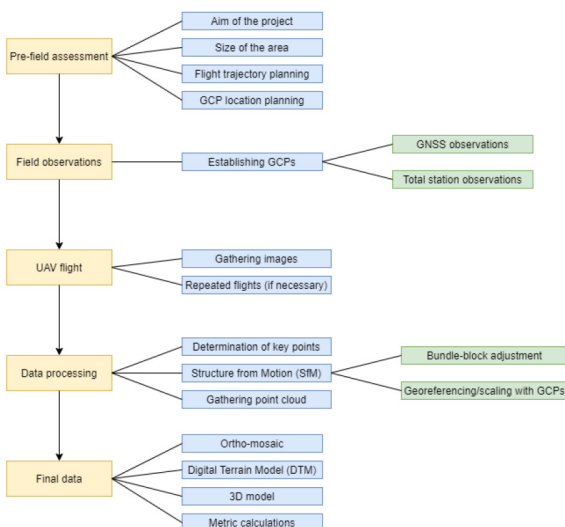 Pre-field assessment
Aim of the project
Size of the area
Flight trajectory planning
GCP location planning
Field observations
Establishing GCPs
GNSS observations
Total station observations
UAV flight
Gathering images
Repeated flights (if necessary)
Data processing
Determination of key points
Structure from Motion (SfM)
Gathering point cloud
Bundle-block adjustment
Georeferencing/scaling with GCPs
Final data
Ortho-mosaic
Digital Terrain Model (DTM)
3D model
Metric calculations